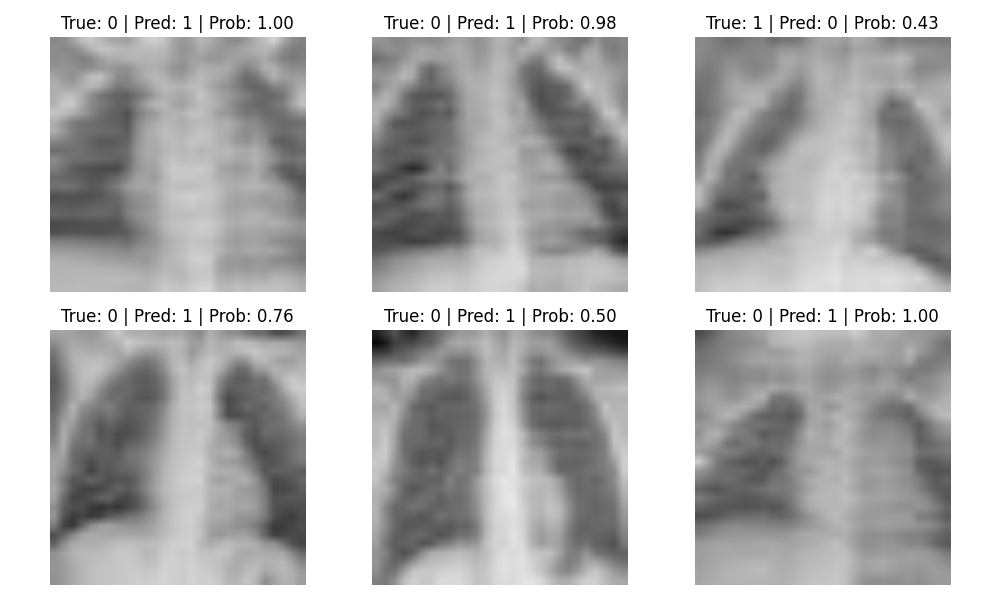 True: 0 | Pred: 1 | Prob: 1.00
True: 0 | Pred: 1 | Prob: 0.98
True: 1 | Pred: 0 | Prob: 0.43
True: 0 | Pred: 1 | Prob: 0.76
True: 0 | Pred: 1 | Prob: 0.50
True: 0 | Pred: 1 | Prob: 1.00